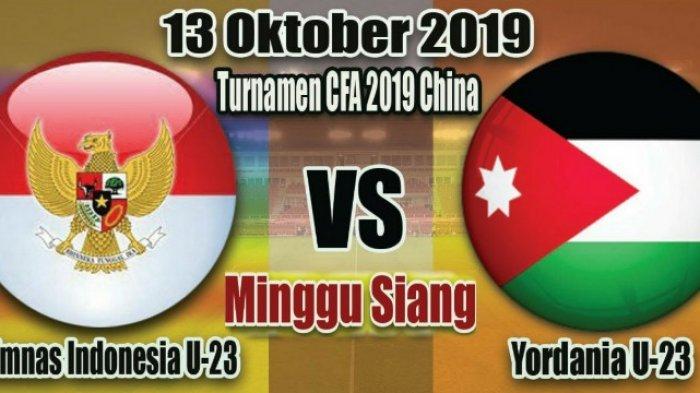 13 Oktober 2019
Turnamen CFA 2019 China
VS
Minggu Siang
mnas Indonesia U-23
Yordania U-23